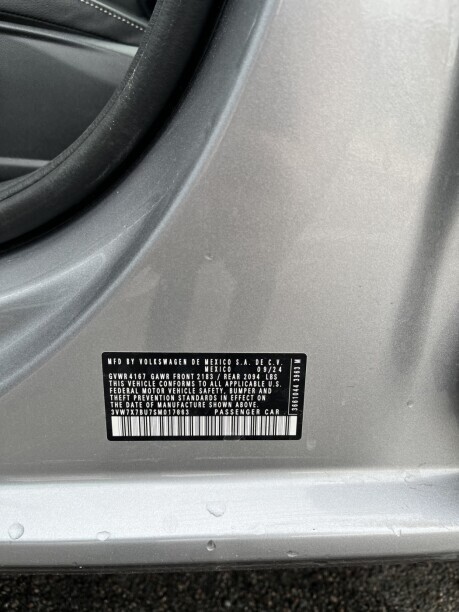 MFD BY VOLKSWAGEN DE MEXICO S.A. DE C.V.
MEXICO 09/24
GVWR 4167 GAWR FRONT 2183 / REAR 2094 LBS
THIS VEHICLE CONFORMS TO ALL APPLICABLE U.S.
FEDERAL MOTOR VEHICLE SAFETY, BUMPER AND
THEFT PREVENTION STANDARDS IN EFFECT ON
THE DATE OF MANUFACTURE SHOWN ABOVE.
3VW7X7BU7SM017883 PASSENGER CAR